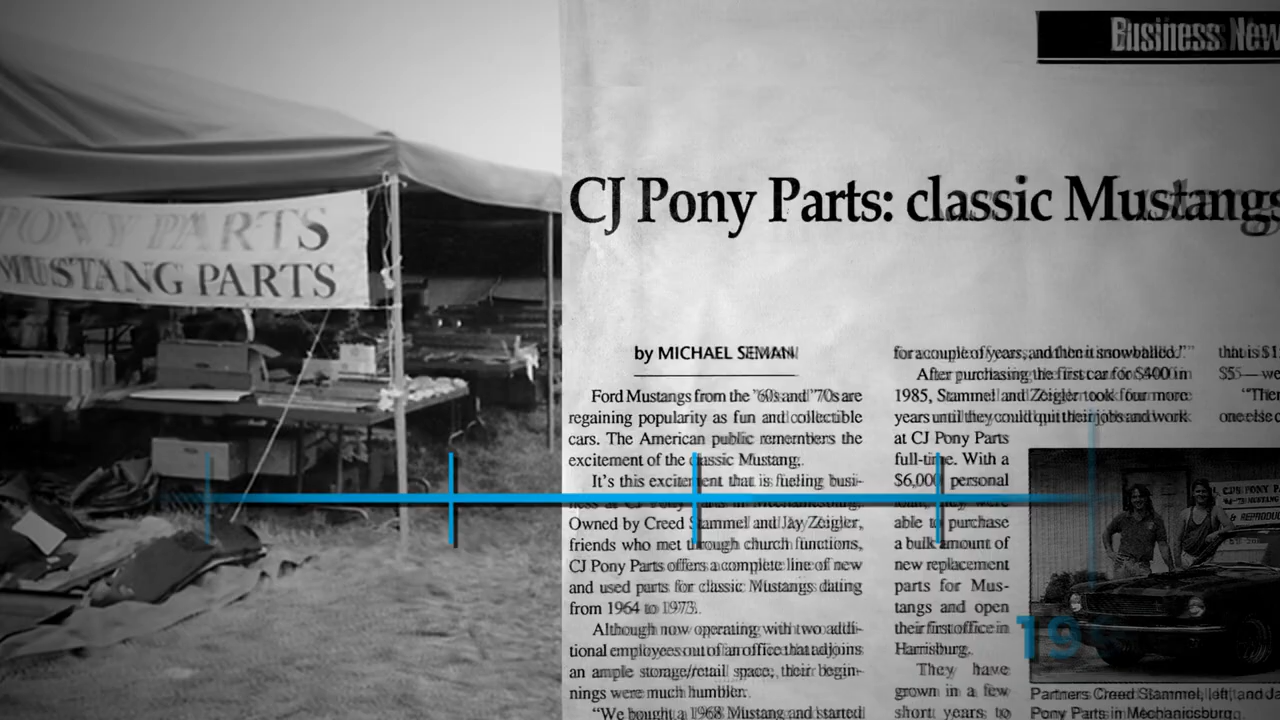 PONY PARTS
MUSTANG PARTS
Business New
CJ Pony Parts: classic Mustangs
by MICHAEL SEMAN
Ford Mustangs from the '60s and '70s are
regaining popularity as fun and collectible
cars. The American public remembers the
excitement of the classic Mustang.
It's this excitement that is fueling busi-
Owned by Creed Stammel and Jay Zeigler,
friends who met through church functions,
CJ Pony Parts offers a complete line of new
and used parts for classic Mustangs dating
from 1964 to 1973.
Although now operating with two addi-
tional employees out of an office that adjoins
an ample storage/retail space, their begin-
nings were much humbler.
"We bought a 1968 Mustang and started
for a couple of years, and then it snowballed."
After purchasing the first car for $400 in
1985, Stammel and Zeigler took four more
years until they could quit their jobs and work
at CJ Pony Parts
full-time. With a
$6,000 personal
able to purchase
a bulk amount of
new replacement
parts for Mus-
tangs and open
their first office in
Harrisburg.
They have
grown in a few
short years to
that is $1
$5—we
one else
19
Partners Creed Stammel, left, and Ja
Pony Parts in Mechanicsburg.